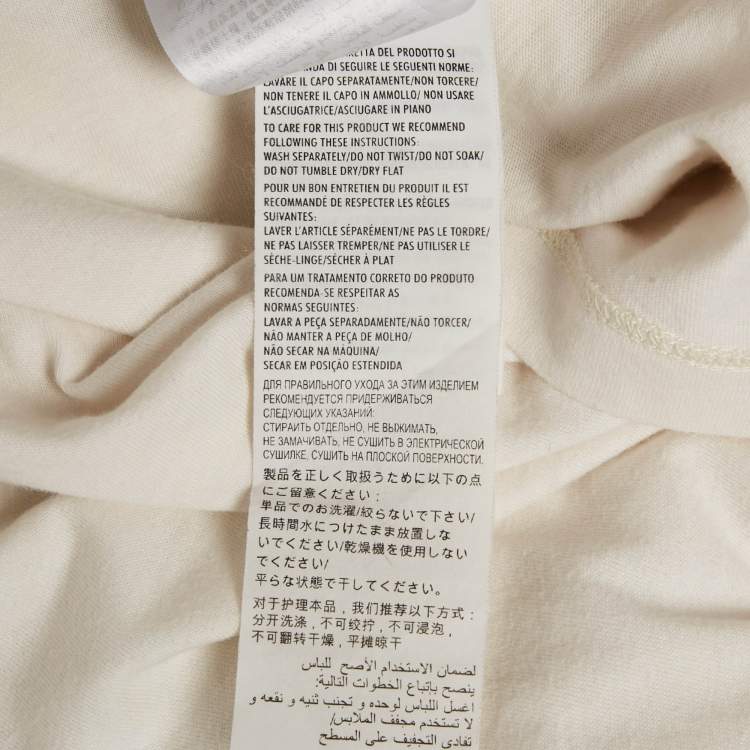 DEL PRODOTTO SI
DI SEGUIRE LE SEGUENTI NORME:
LAVARE IL CAPO SEPARATAMENTE/NON TORCERE/
NON TENERE IL CAPO IN AMMOLLO/ NON USARE
L'ASCIUGATRICE/ASCIUGARE IN PIANO
TO CARE FOR THIS PRODUCT WE RECOMMEND
FOLLOWING THESE INSTRUCTIONS
WASH SEPARATELY/DO NOT TWIST/DO NOT SOAK/
DO NOT TUMBLE DRY/DRY FLAT
POUR UN BON ENTRETIEN DU PRODUIT IL EST
RECOMMANDÉ DE RESPECTER LES RÈGLES
SUIVANTES:
LAVER L'ARTICLE SÉPARÉMENT/NE PAS LE TORDRE/
NE PAS LAISSER TREMPER/NE PAS UTILISER LE
SÈCHE-LINGE/SÉCHER À PLAT
PARA UM TRATAMENTO CORRETO DO PRODUTO
RECOMENDA-SE RESPEITAR AS
NORMAS SEGUINTES:
LAVAR A PEÇA SEPARADAMENTE/NÃO TORCER/
NÃO MANTER A PEÇA DE MOLHO/
NÃO SECAR NA MÁQUINA/
SECAR EM POSIÇÃO ESTENDIDA
ДЛЯ ПРАВИЛЬНОГО УХОДА ЗА ЭТИМ ИЗДЕЛИЕМ
РЕКОМЕНДУЕТСЯ ПРИДЕРЖИВАТЬСЯ
СЛЕДУЮЩИХ УКАЗАНИЙ:
СТИРАИТЬ ОТДЕЛЬНО, НЕ ВЫЖИМАТЬ,
НЕ ЗАМАЧИВАТЬ, НЕ СУШИТЬ В ЭЛЕКТРИЧЕСКОЙ
СУШИЛКЕ, СУШИТЬ НА ПЛОСКОЙ ПОВЕРХНОСТИ.
製品を正しく取扱うために以下の点
にご留意ください：
単品でのお洗濯/絞らないで下さい/
長時間水につけたまま放置しな
いでください/乾燥機を使用しない
でください/
平らな状態で干してください。
对于护理本品，我们推荐以下方式：
分开洗涤，不可绞拧，不可浸泡，
不可翻转干燥，平摊晾干
لضمان الاستخدام الأصح للباس
ينصح بإتباع الخطوات التالية:
اغسل اللباس لوحده و تجنب ثنيه و نقعه و
لا تستخدم مجفف الملابس/
تفادى التجفيف على المسطح